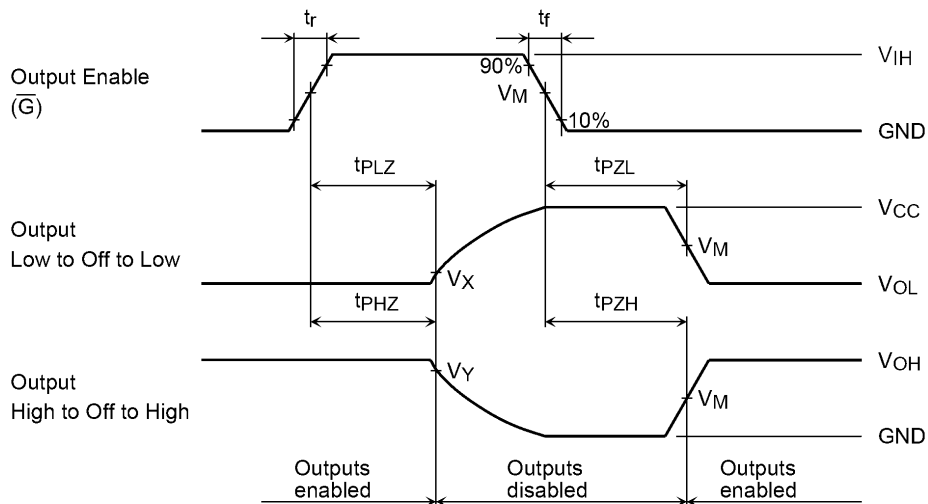 tr
tf
Output Enable
(G̅)
90%
VM
10%
VIH
GND
tPLZ
tPZL
Output
Low to Off to Low
VX
VCC
VM
VOL
tPHZ
tPZH
Output
High to Off to High
VY
VOH
VM
GND
Outputs
enabled
Outputs
disabled
Outputs
enabled